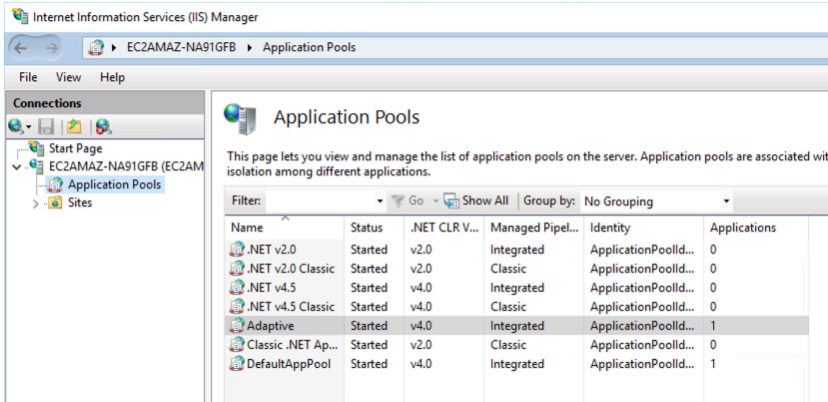 Internet Information Services (IIS) Manager
EC2AMAZ-NA91GFB Application Pools
File View Help
Connections
Start Page
EC2AMAZ-NA91GFB (EC2AM
Application Pools
Sites
Application Pools
This page lets you view and manage the list of application pools on the server. Application pools are associated wit
isolation among different applications.
Filter: Go Show All Group by: No Grouping
Name Status .NET CLR V... Managed Pipel... Identity Applications
.NET v2.0 Started v2.0 Integrated ApplicationPoolId... 0
.NET v2.0 Classic Started v2.0 Classic ApplicationPoolId... 0
.NET v4.5 Started v4.0 Integrated ApplicationPoolId... 0
.NET v4.5 Classic Started v4.0 Classic ApplicationPoolId... 0
Adaptive Started v4.0 Integrated ApplicationPoolId... 1
Classic .NET Ap... Started v2.0 Classic ApplicationPoolId... 0
DefaultAppPool Started v4.0 Integrated ApplicationPoolId... 1